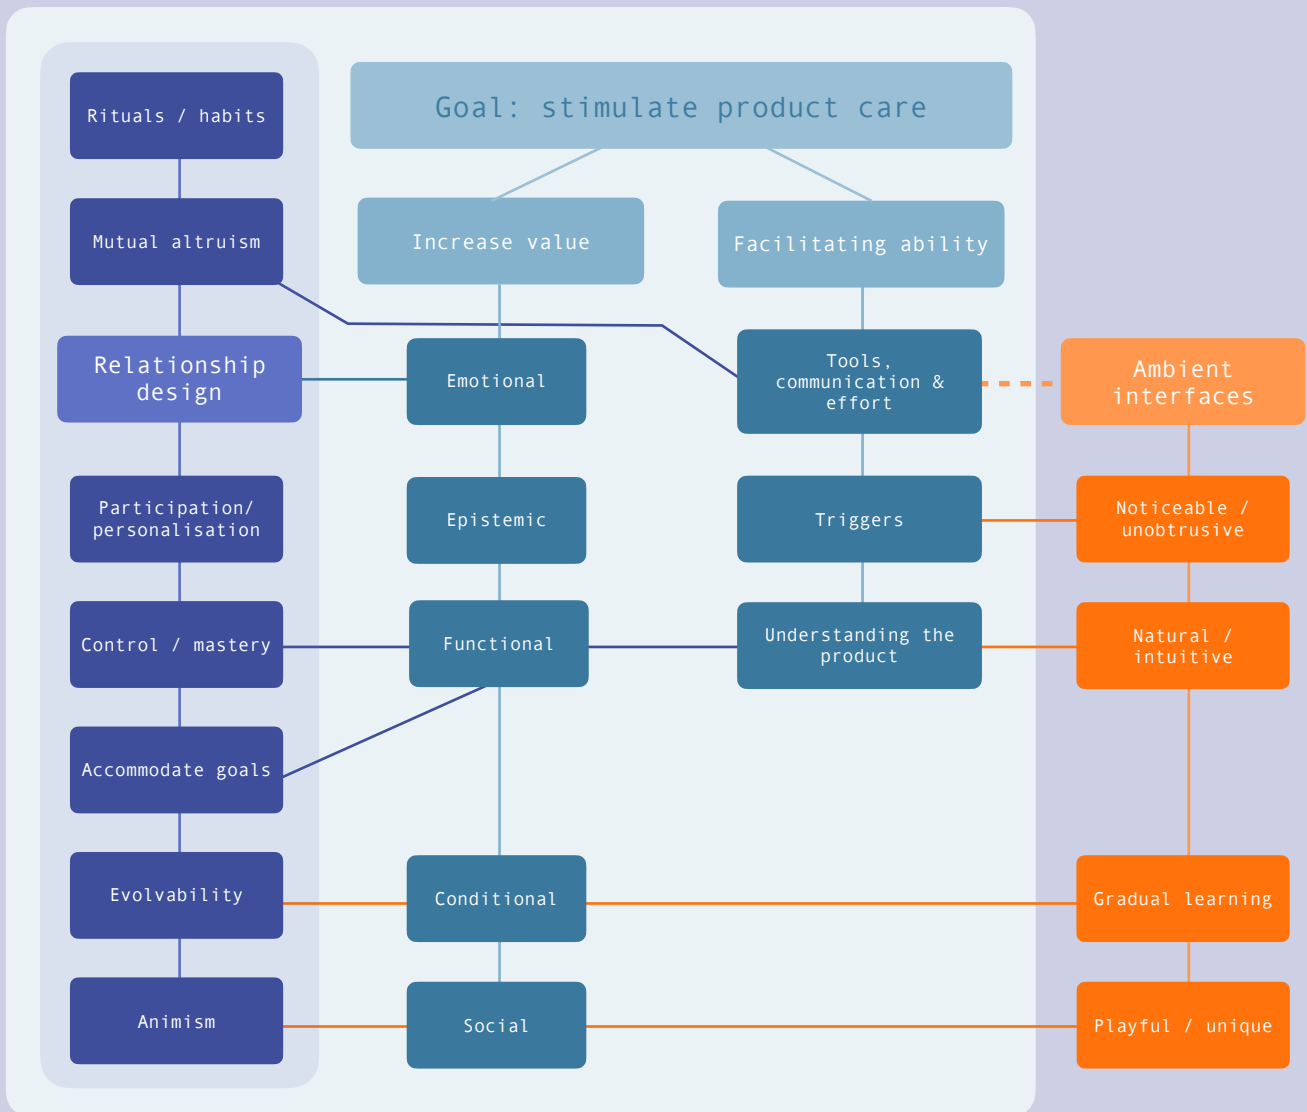 Goal: stimulate product care
Increase value
Facilitating ability
Rituals / habits
Mutual altruism
Relationship
design
Participation/
personalisation
Control / mastery
Accommodate goals
Evolvability
Animism
Emotional
Epistemic
Functional
Conditional
Social
Tools,
communication &
effort
Triggers
Understanding the
product
Ambient
interfaces
Noticeable /
unobtrusive
Natural /
intuitive
Gradual learning
Playful / unique